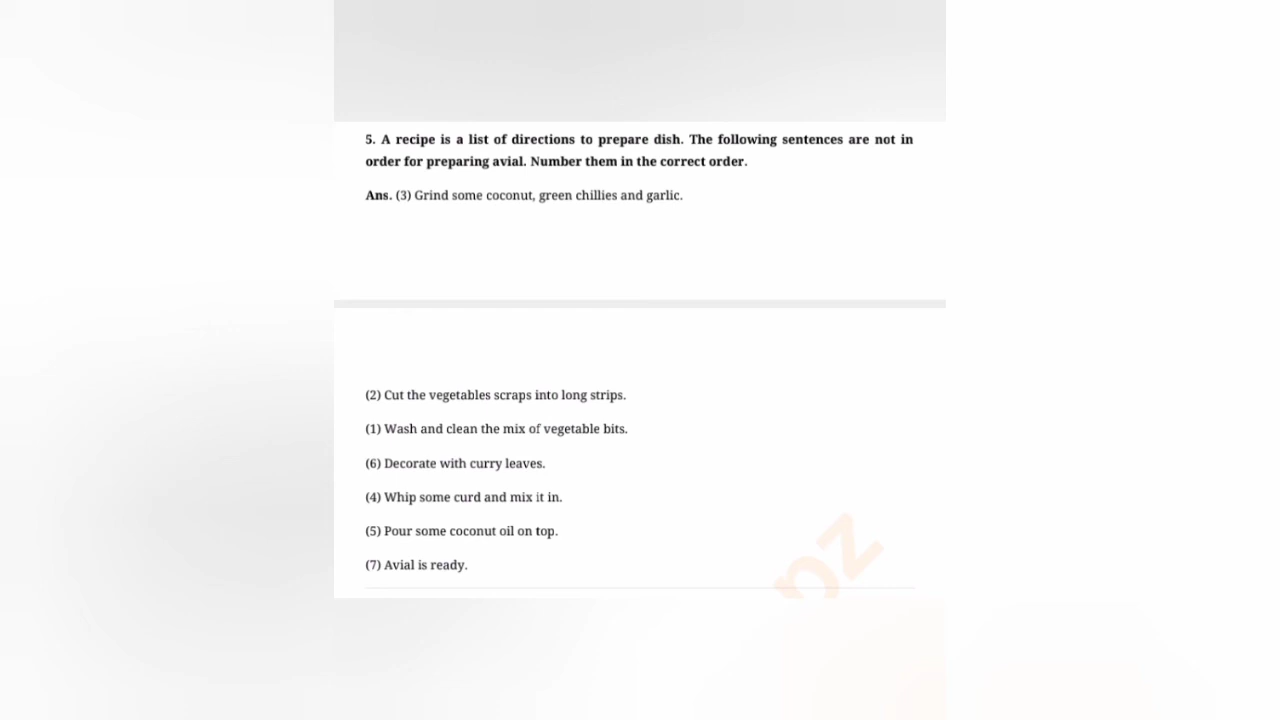 5. A recipe is a list of directions to prepare dish. The following sentences are not in
order for preparing avial. Number them in the correct order.
Ans. (3) Grind some coconut, green chillies and garlic.
(2) Cut the vegetables scraps into long strips.
(1) Wash and clean the mix of vegetable bits.
(6) Decorate with curry leaves.
(4) Whip some curd and mix it in.
(5) Pour some coconut oil on top.
(7) Avial is ready.